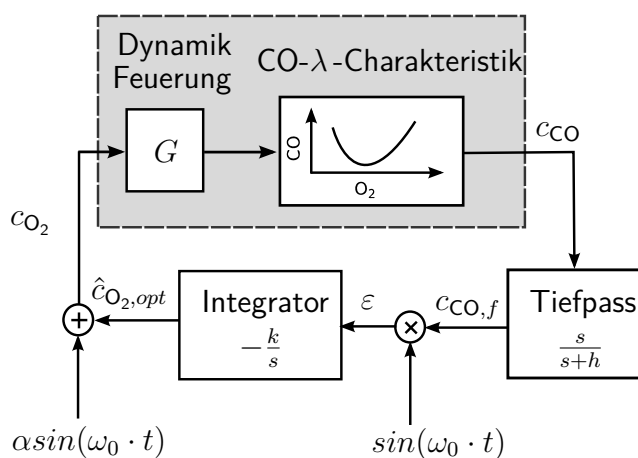 Dynamik
Feuerung
CO-λ-Charakteristik
G
CO
O₂
c_CO
c_O₂
ĉ_O₂,opt
Integrator
−k/s
ε
c_CO,f
Tiefpass
s/(s+h)
+
×
αsin(ω₀ · t)
sin(ω₀ · t)